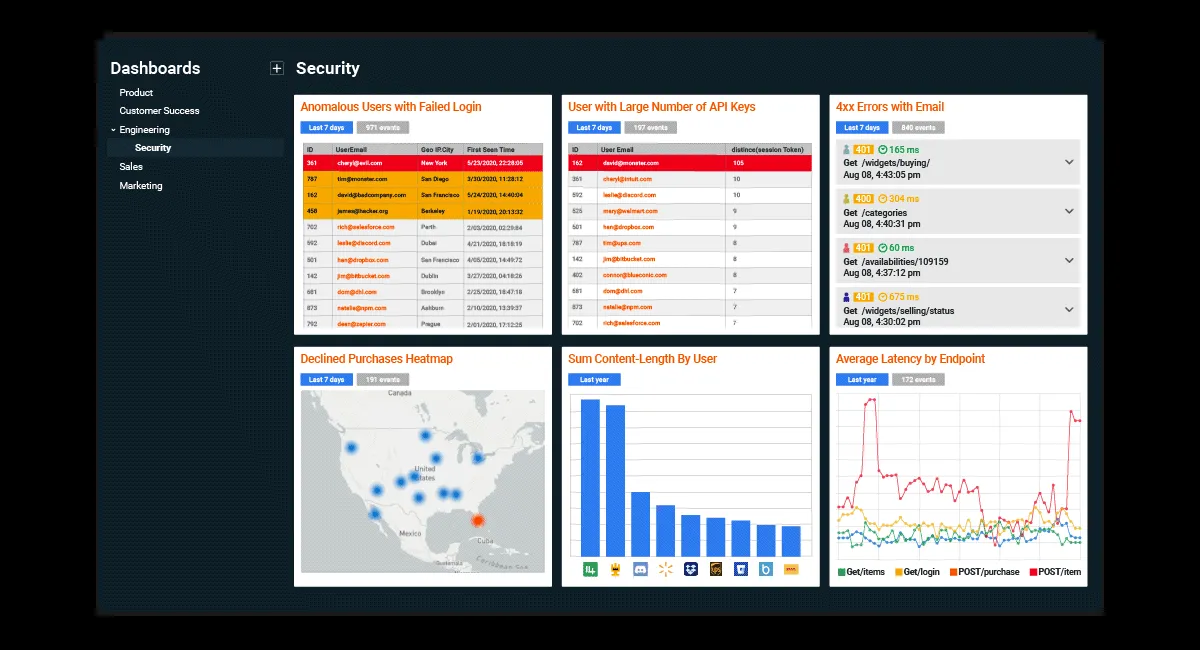 Dashboards
Product
Customer Success
Engineering
Security
Sales
Marketing
Security
Anomalous Users with Failed Login
Last 7 days 971 events
ID UserEmail Geo IP.City First Seen Time
361 cheryl@evil.com New York 5/23/2020, 22:28:05
787 tim@monster.com San Diego 3/30/2020, 11:28:12
162 david@badcompany.com San Francisco 5/24/2020, 14:40:04
458 james@hacker.org Berkeley 1/19/2020, 20:13:32
702 rich@salesforce.com Perth 2/03/2020, 02:29:84
592 leslie@discord.com Dubai 4/21/2020, 18:18:19
501 han@dropbox.com San Francisco 4/05/2020, 14:49:72
142 jim@bitbucket.com Dublin 3/27/2020, 04:18:26
681 dom@dhl.com Brooklyn 2/25/2020, 18:47:18
873 natalie@npm.com Ashburn 2/10/2020, 13:39:37
792 dean@zapier.com Prague 2/01/2020, 17:12:25
User with Large Number of API Keys
Last 7 days 197 events
ID User Email distince(session Token)
162 david@monster.com 105
361 cheryl@intuit.com 10
592 leslie@discord.com 10
525 mary@walmart.com 9
501 han@dropbox.com 9
787 tim@ups.com 8
142 jim@bitbucket.com 8
402 connor@blueconic.com 8
681 dom@dhl.com 7
873 natalie@npm.com 7
702 rich@salesforce.com 7
4xx Errors with Email
Last 7 days 840 events
401 165 ms
Get /widgets/buying/
Aug 08, 4:43:05 pm
400 304 ms
Get /categories
Aug 08, 4:40:31 pm
401 60 ms
Get /availabilities/109159
Aug 08, 4:37:12 pm
401 675 ms
Get /widgets/selling/status
Aug 08, 4:30:02 pm
Declined Purchases Heatmap
Last 7 days 191 events
Canada
United
States
Mexico
Cuba
Caribbean Sea
Guatemala
Sum Content-Length By User
Last year
ups
Average Latency by Endpoint
Last year 172 events
Get/items Get/login POST/purchase POST/item